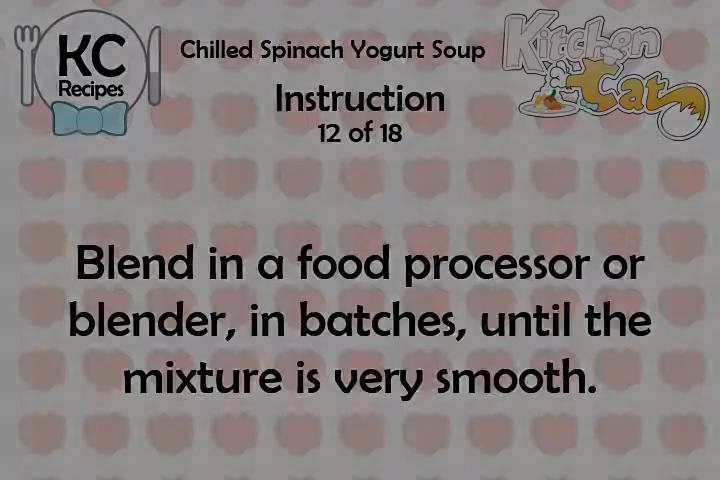 KC
Recipes
Chilled Spinach Yogurt Soup
Kitchen
Cat
Instruction
12 of 18
Blend in a food processor or
blender, in batches, until the
mixture is very smooth.